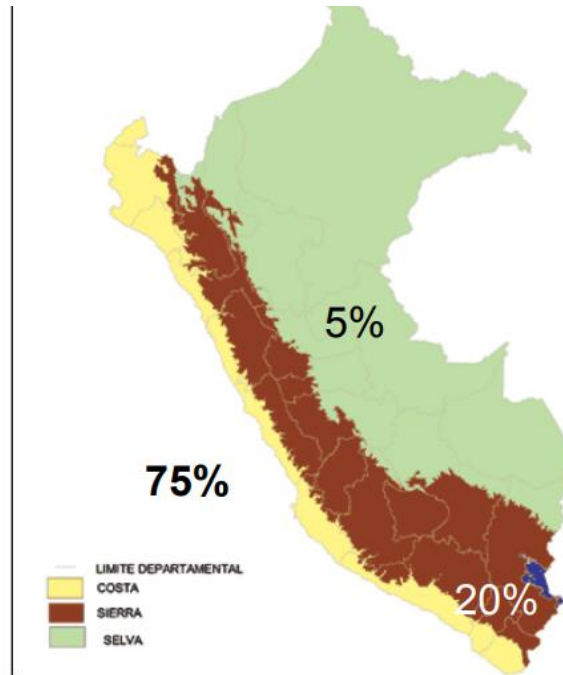 5%
75%
20%
LIMITE DEPARTAMENTAL
COSTA
SIERRA
SELVA